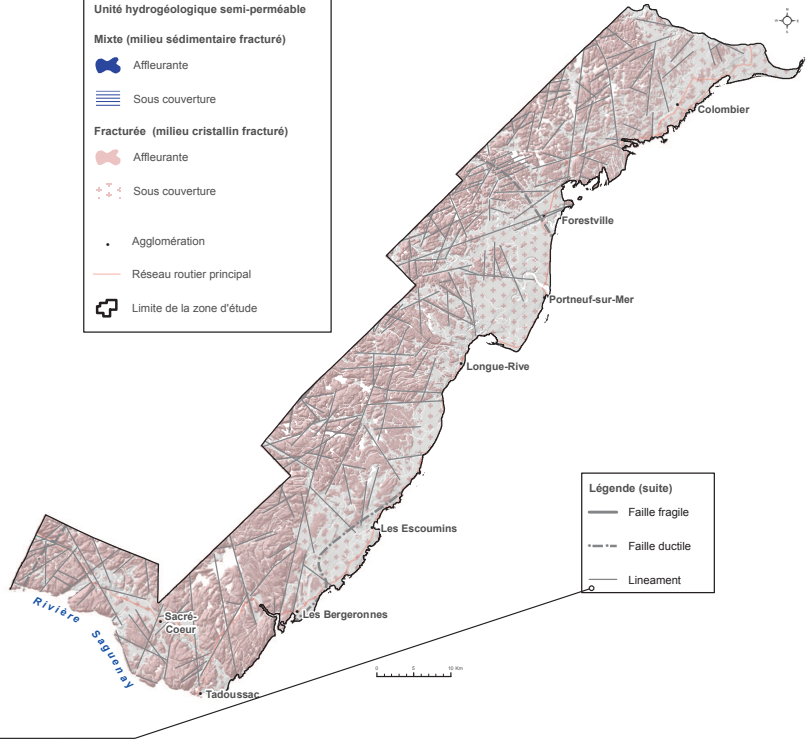 Unité hydrogéologique semi-perméable
Mixte (milieu sédimentaire fracturé)
Affleurante
Sous couverture
Fracturée (milieu cristallin fracturé)
Affleurante
Sous couverture
Agglomération
Réseau routier principal
Limite de la zone d'étude
Colombier
Forestville
Portneuf-sur-Mer
Longue-Rive
Les Escoumins
Les Bergeronnes
Sacré-
Coeur
Tadoussac
Rivière Saguenay
Légende (suite)
Faille fragile
Faille ductile
Lineament
0 5 10 Km